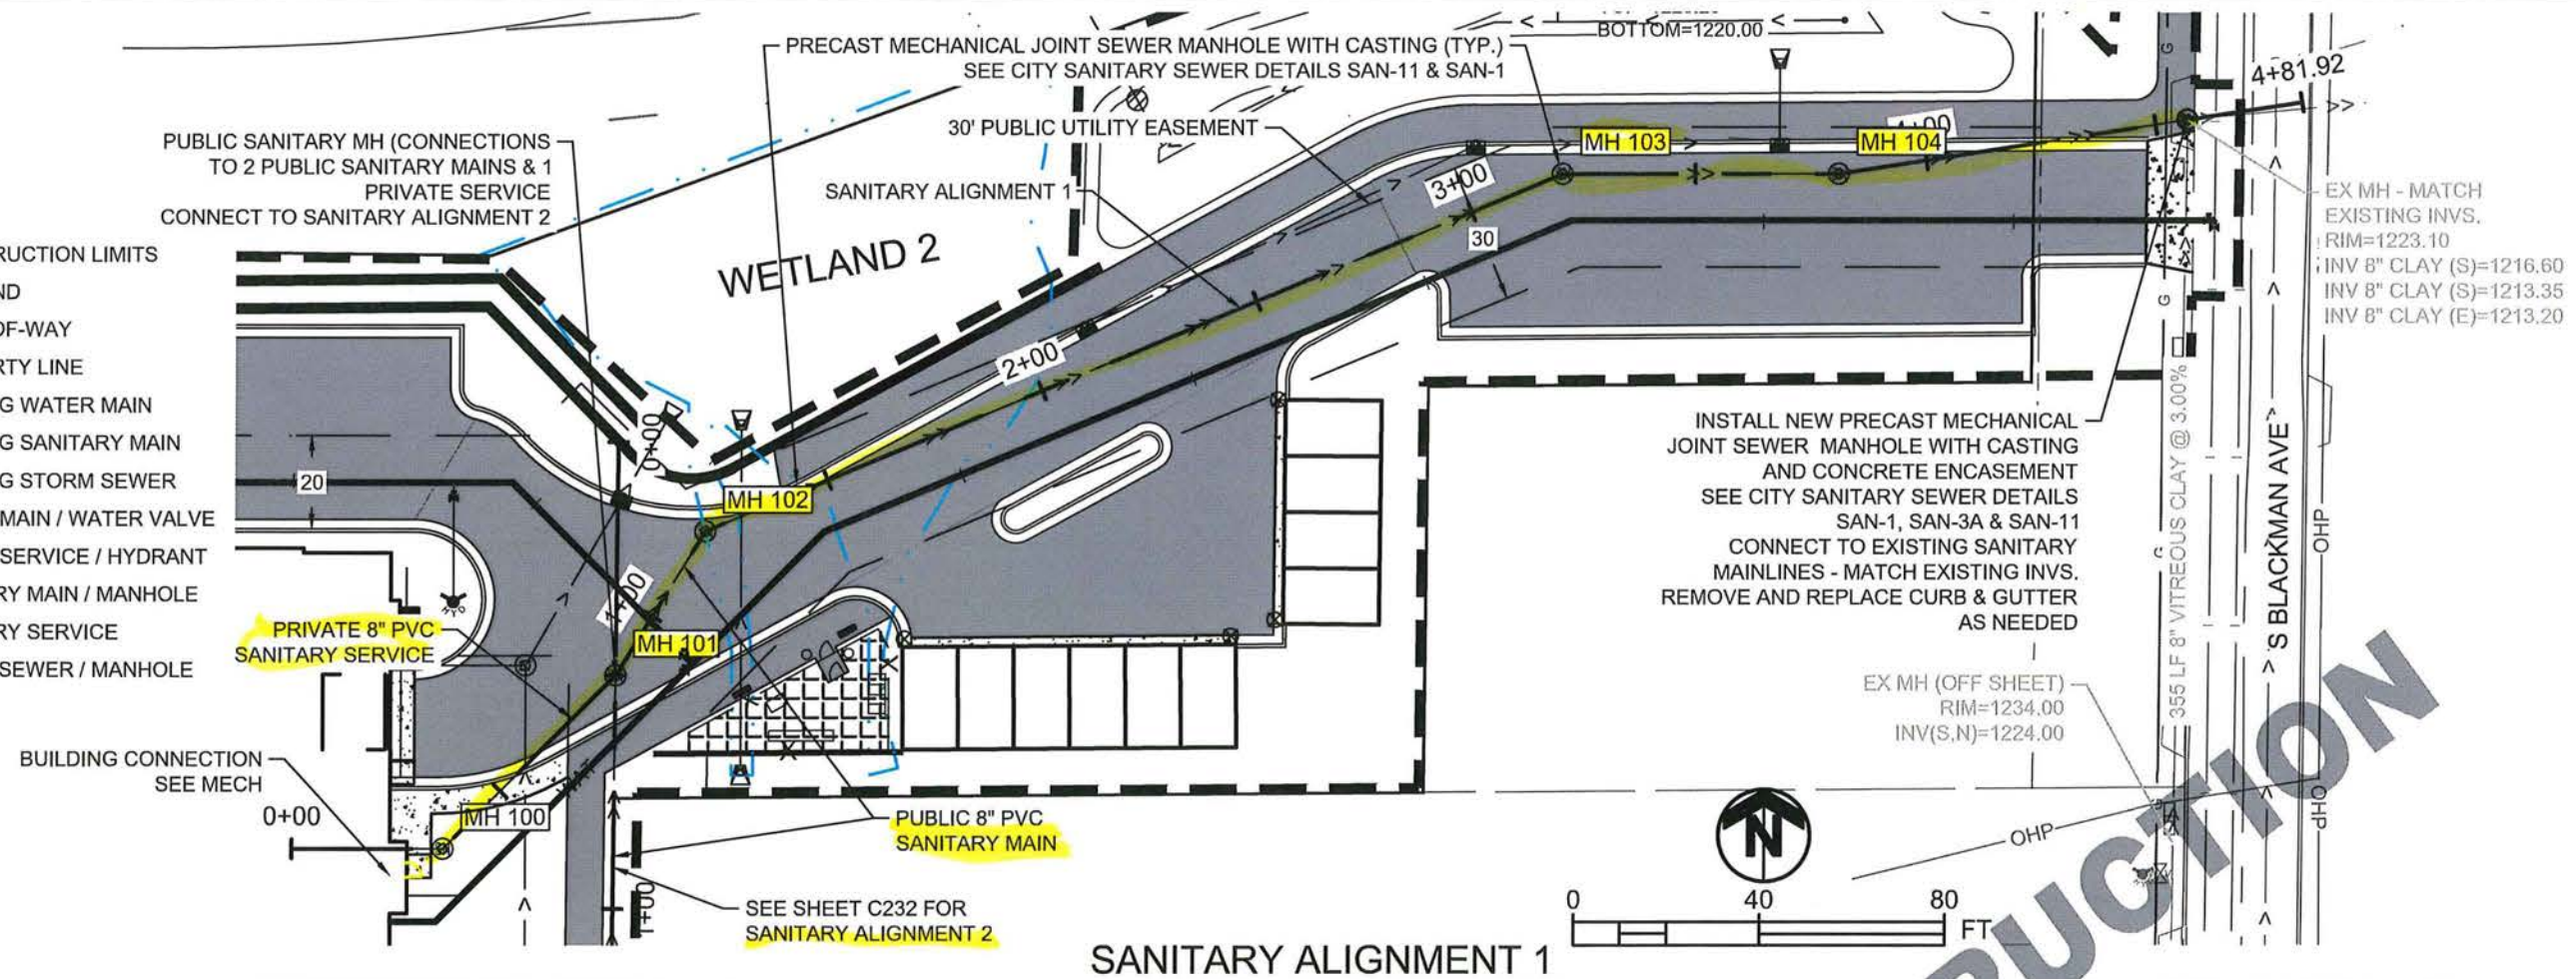 BOTTOM=1220.00
PRECAST MECHANICAL JOINT SEWER MANHOLE WITH CASTING (TYP.)
SEE CITY SANITARY SEWER DETAILS SAN-11 & SAN-1
4+81.92
PUBLIC SANITARY MH (CONNECTIONS
TO 2 PUBLIC SANITARY MAINS & 1
PRIVATE SERVICE
CONNECT TO SANITARY ALIGNMENT 2
30' PUBLIC UTILITY EASEMENT
SANITARY ALIGNMENT 1
MH 103
4+00
MH 104
3+00
30
EX MH - MATCH
EXISTING INVS.
RIM=1223.10
INV 8" CLAY (S)=1216.60
INV 8" CLAY (S)=1213.35
INV 8" CLAY (E)=1213.20
WETLAND 2
RUCTION LIMITS
ND
OF-WAY
RTY LINE
G WATER MAIN
G SANITARY MAIN
G STORM SEWER
MAIN / WATER VALVE
SERVICE / HYDRANT
RY MAIN / MANHOLE
RY SERVICE
SEWER / MANHOLE
2+00
0+00
20
MH 102
HYD
1+00
MH 101
PRIVATE 8" PVC
SANITARY SERVICE
INSTALL NEW PRECAST MECHANICAL
JOINT SEWER MANHOLE WITH CASTING
AND CONCRETE ENCASEMENT
SEE CITY SANITARY SEWER DETAILS
SAN-1, SAN-3A & SAN-11
CONNECT TO EXISTING SANITARY
MAINLINES - MATCH EXISTING INVS.
REMOVE AND REPLACE CURB & GUTTER
AS NEEDED
G
G
G
355 LF 8" VITREOUS CLAY @ 3.00%
S BLACKMAN AVE
OHP
EX MH (OFF SHEET)
RIM=1234.00
INV(S,N)=1224.00
BUILDING CONNECTION
SEE MECH
0+00
MH 100
PUBLIC 8" PVC
SANITARY MAIN
SEE SHEET C232 FOR
SANITARY ALIGNMENT 2
1+00
N
OHP
OHP
0 40 80
FT
SANITARY ALIGNMENT 1
RUCTION